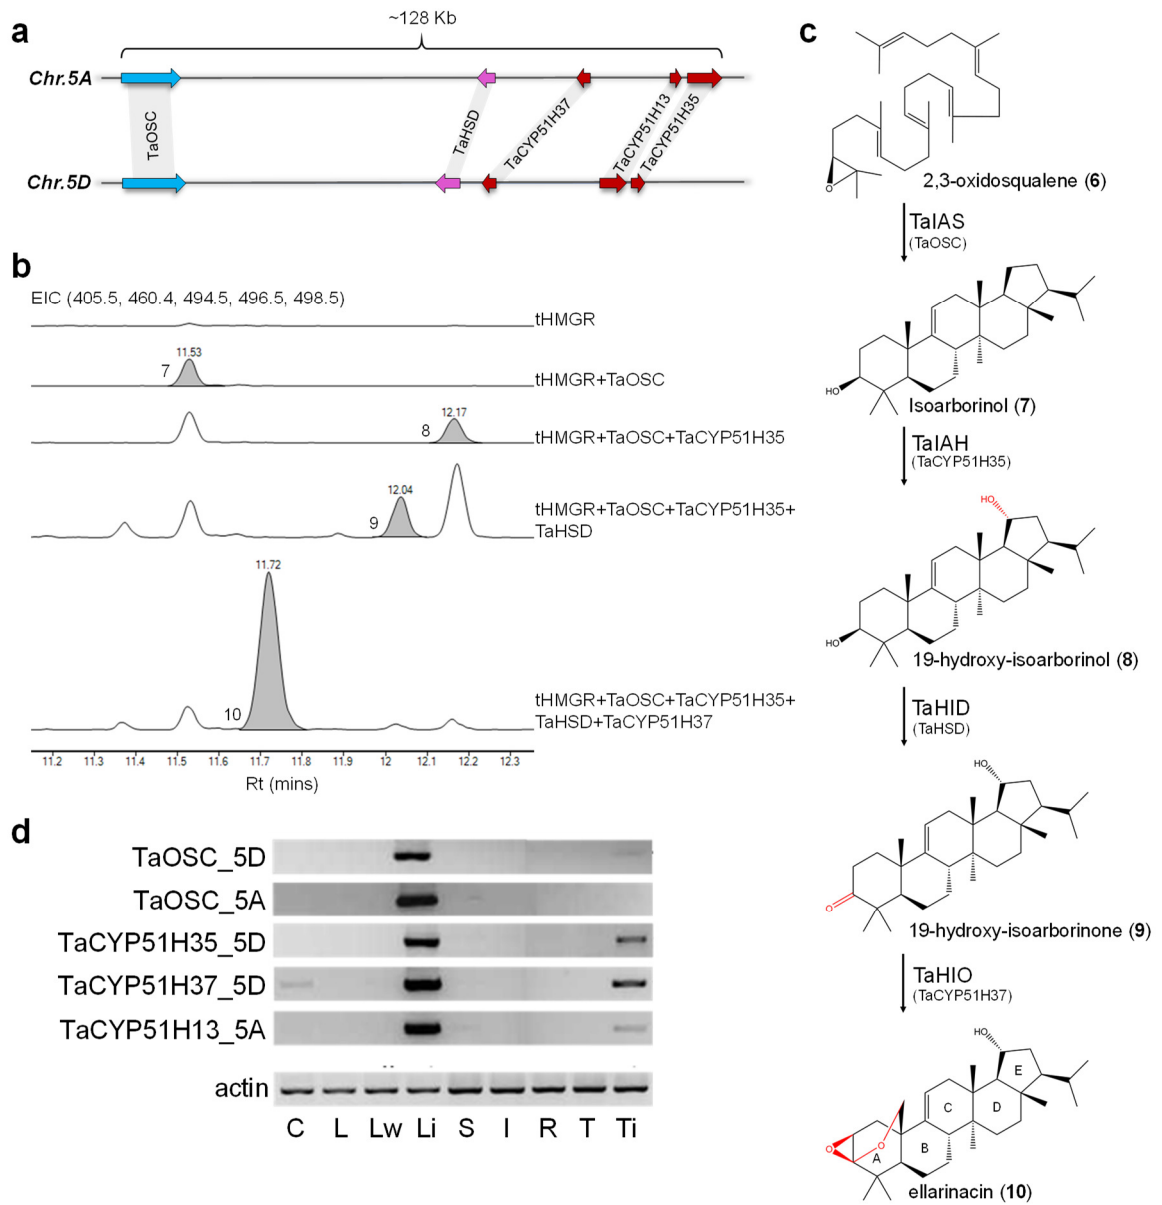 a
~128 Kb
Chr.5A
TaOSC
TaHSD
TaCYP51H37
TaCYP51H13
TaCYP51H35
Chr.5D
b
EIC (405.5, 460.4, 494.5, 496.5, 498.5)
tHMGR
11.53
7
tHMGR+TaOSC
12.17
8
tHMGR+TaOSC+TaCYP51H35
12.04
9
tHMGR+TaOSC+TaCYP51H35+
TaHSD
11.72
10
tHMGR+TaOSC+TaCYP51H35+
TaHSD+TaCYP51H37
11.2 11.3 11.4 11.5 11.6 11.7 11.8 11.9 12 12.1 12.2 12.3
Rt (mins)
c
O
2,3-oxidosqualene (6)
TaIAS
(TaOSC)
HO
Isoarborinol (7)
TaIAH
(TaCYP51H35)
HO
HO
19-hydroxy-isoarborinol (8)
TaHID
(TaHSD)
HO
O
19-hydroxy-isoarborinone (9)
TaHIO
(TaCYP51H37)
HO
E
C D
O O B
A
ellarinacin (10)
d
TaOSC_5D
TaOSC_5A
TaCYP51H35_5D
TaCYP51H37_5D
TaCYP51H13_5A
actin
C L Lw Li S I R T Ti